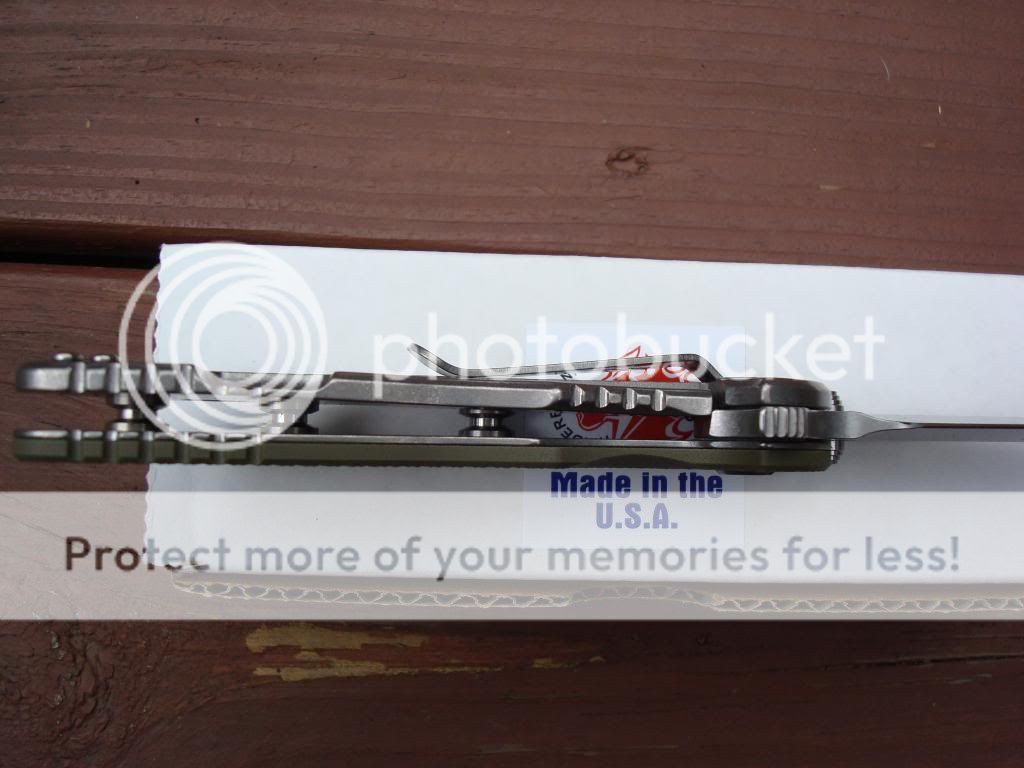 photobucket
Made in the
U.S.A.
Protect more of your memories for less!